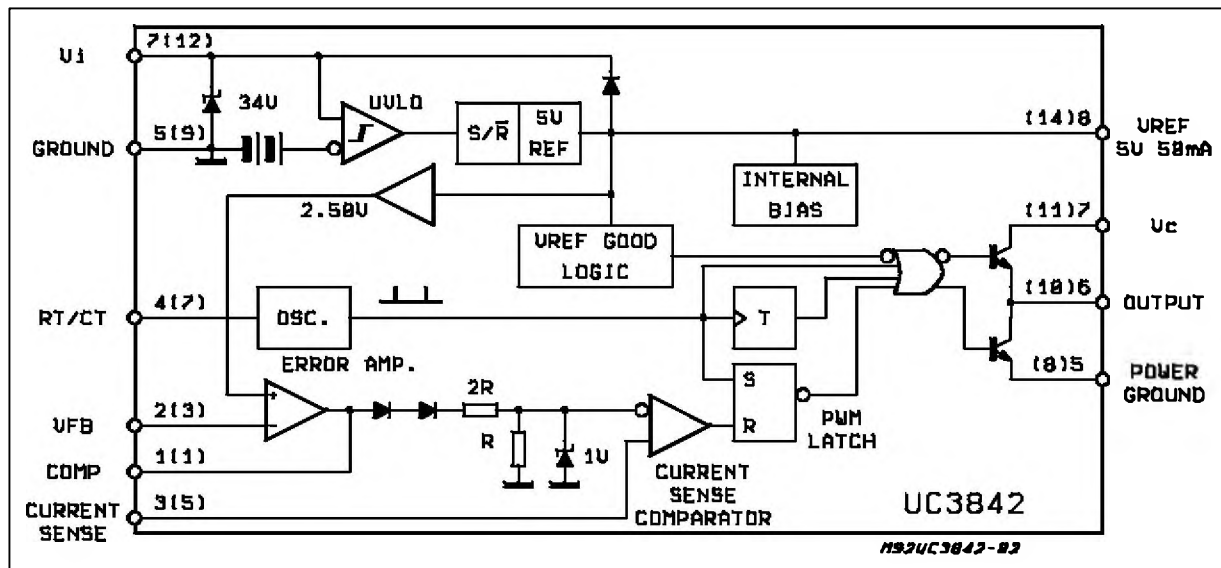 7(12)
Vi
34V
UVLO
5(9)
GROUND
S/R
5V
REF
(14)8
VREF
5V 50mA
INTERNAL
BIAS
2.50V
VREF GOOD
LOGIC
(11)7
Vc
4(7)
RT/CT
OSC.
T
(10)6
OUTPUT
ERROR AMP.
(8)5
POWER
GROUND
2(3)
VFB
+
-
2R
R
1V
S
R
PWM
LATCH
1(1)
COMP
CURRENT
SENSE
COMPARATOR
3(5)
CURRENT
SENSE
UC3842
M92UC3842-02